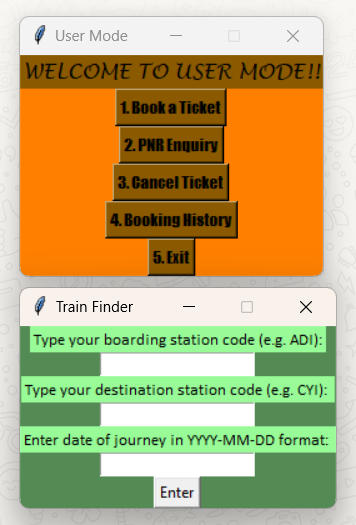 User Mode
WELCOME TO USER MODE!!
1. Book a Ticket
2. PNR Enquiry
3. Cancel Ticket
4. Booking History
5. Exit
Train Finder
Type your boarding station code (e.g. ADI):
Type your destination station code (e.g. CYI):
Enter date of journey in YYYY-MM-DD format:
Enter